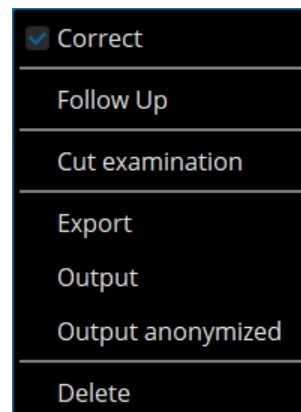 Correct
Follow Up
Cut examination
Export
Output
Output anonymized
Delete